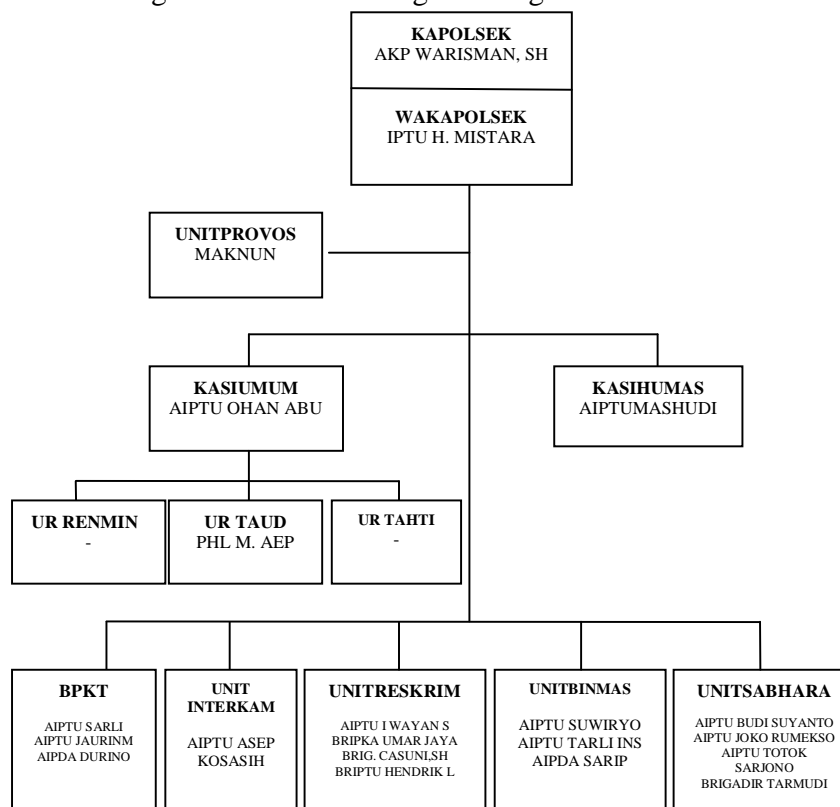 KAPOLSEK
AKP WARISMAN, SH
WAKAPOLSEK
IPTU H. MISTARA
UNITPROVOS
MAKNUN
KASIUMUM
AIPTU OHAN ABU
KASIHUMAS
AIPTUMASHUDI
UR RENMIN
-
UR TAUD
PHL M. AEP
UR TAHTI
-
BPKT
AIPTU SARLI
AIPTU JAURINM
AIPDA DURINO
UNIT
INTERKAM
AIPTU ASEP
KOSASIH
UNITRESKRIM
AIPTU I WAYAN S
BRIPKA UMAR JAYA
BRIG. CASUNI,SH
BRIPTU HENDRIK L
UNITBINMAS
AIPTU SUWIRYO
AIPTU TARLI INS
AIPDA SARIP
UNITSABHARA
AIPTU BUDI SUYANTO
AIPTU JOKO RUMEKSO
AIPTU TOTOK
SARJONO
BRIGADIR TARMUDI